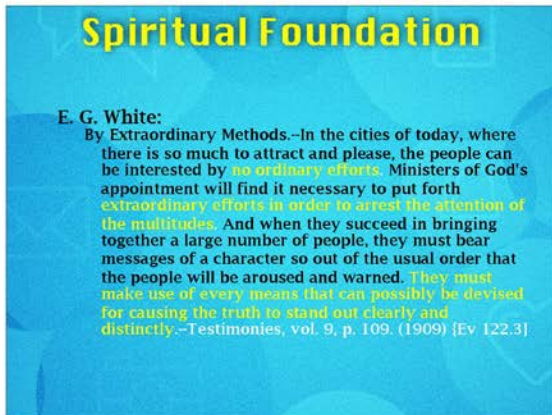 Spiritual Foundation
E. G. White:
By Extraordinary Methods.--In the cities of today, where
there is so much to attract and please, the people can
be interested by no ordinary efforts. Ministers of God's
appointment will find it necessary to put forth
extraordinary efforts in order to arrest the attention of
the multitudes. And when they succeed in bringing
together a large number of people, they must bear
messages of a character so out of the usual order that
the people will be aroused and warned. They must
make use of every means that can possibly be devised
for causing the truth to stand out clearly and
distinctly.--Testimonies, vol. 9, p. 109. (1909) {Ev 122.3}